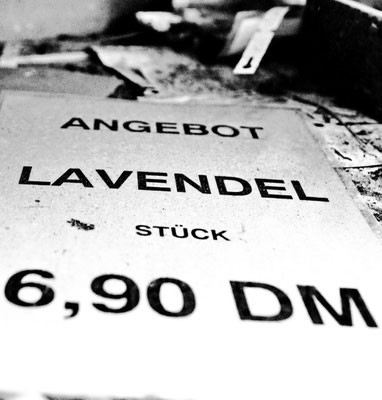 ANGEBOT
LAVENDEL
STÜCK
6,90 DM